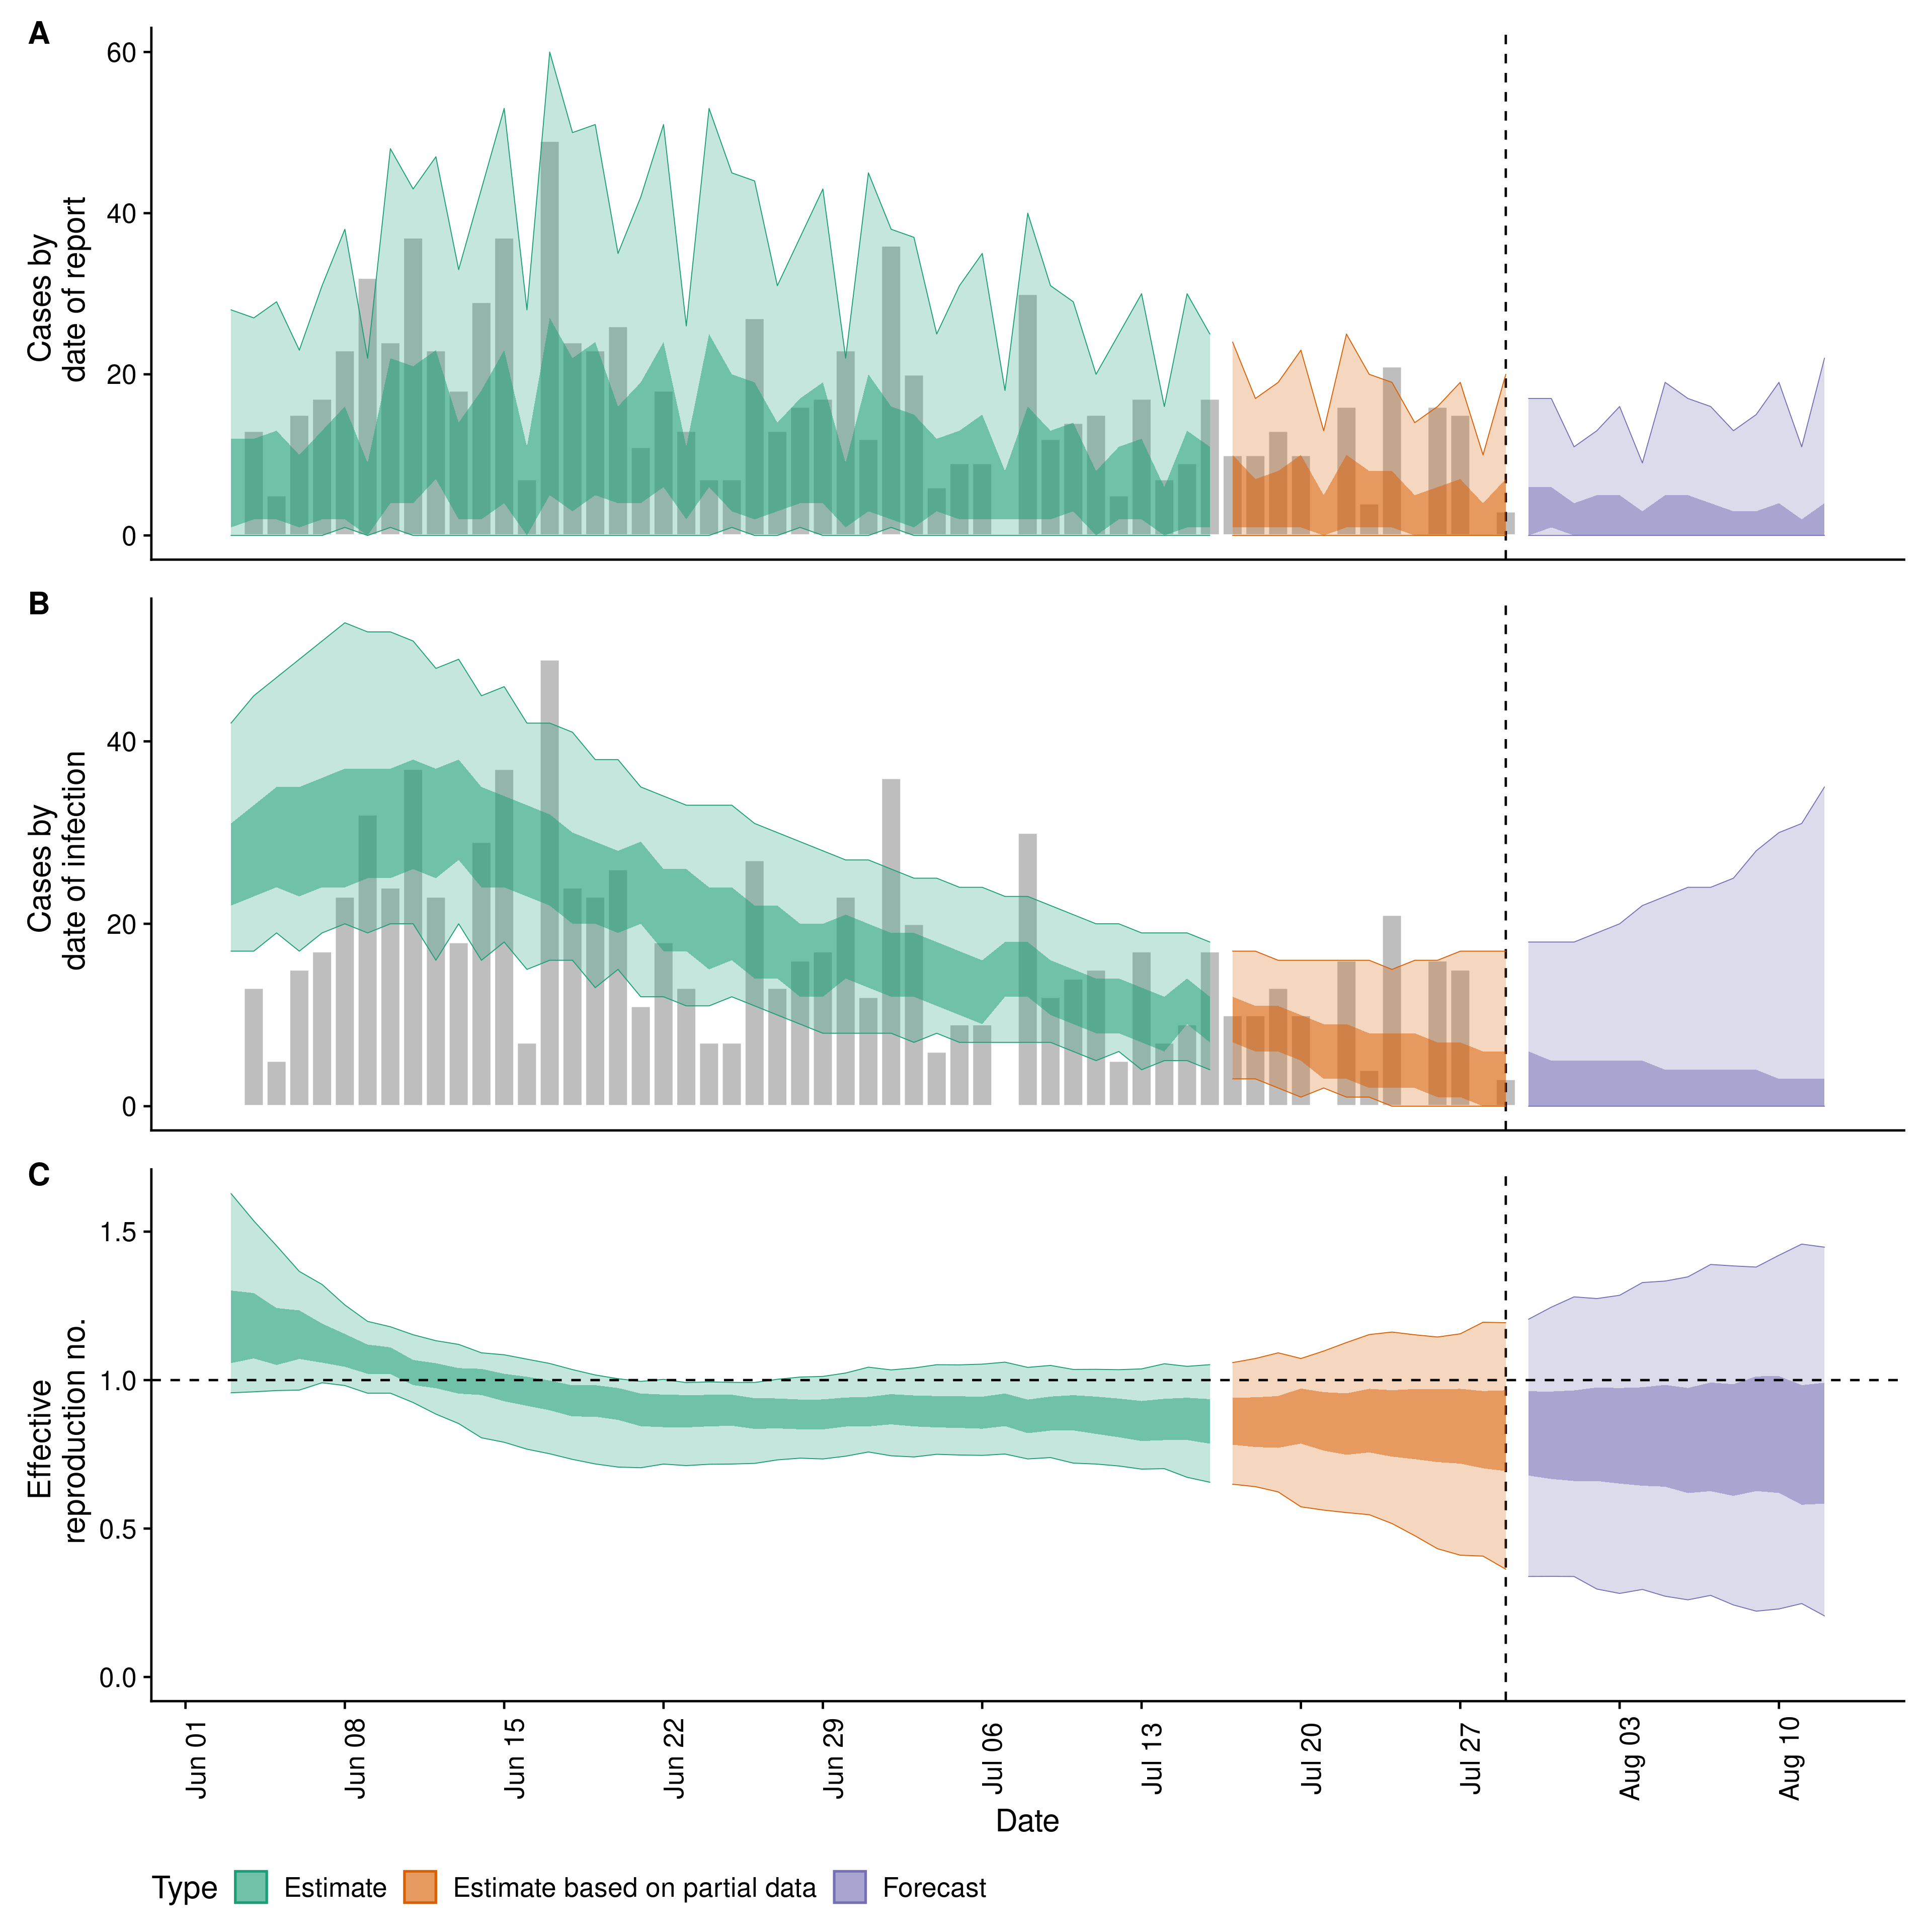 A
60
40
20
0
Cases by
date of report
B
40
20
0
Cases by
date of infection
C
1.5
1.0
0.5
0.0
Effective
reproduction no.
Jun 01
Jun 08
Jun 15
Jun 22
Jun 29
Jul 06
Jul 13
Jul 20
Jul 27
Aug 03
Aug 10
Date
Type Estimate Estimate based on partial data Forecast